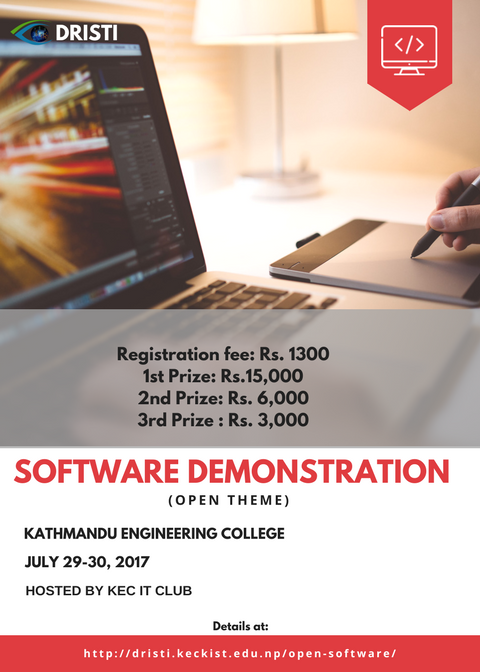 DRISTI
</>
Registration fee: Rs. 1300
1st Prize: Rs.15,000
2nd Prize: Rs. 6,000
3rd Prize : Rs. 3,000
SOFTWARE DEMONSTRATION
(OPEN THEME)
KATHMANDU ENGINEERING COLLEGE
JULY 29-30, 2017
HOSTED BY KEC IT CLUB
Details at:
http://dristi.keckist.edu.np/open-software/